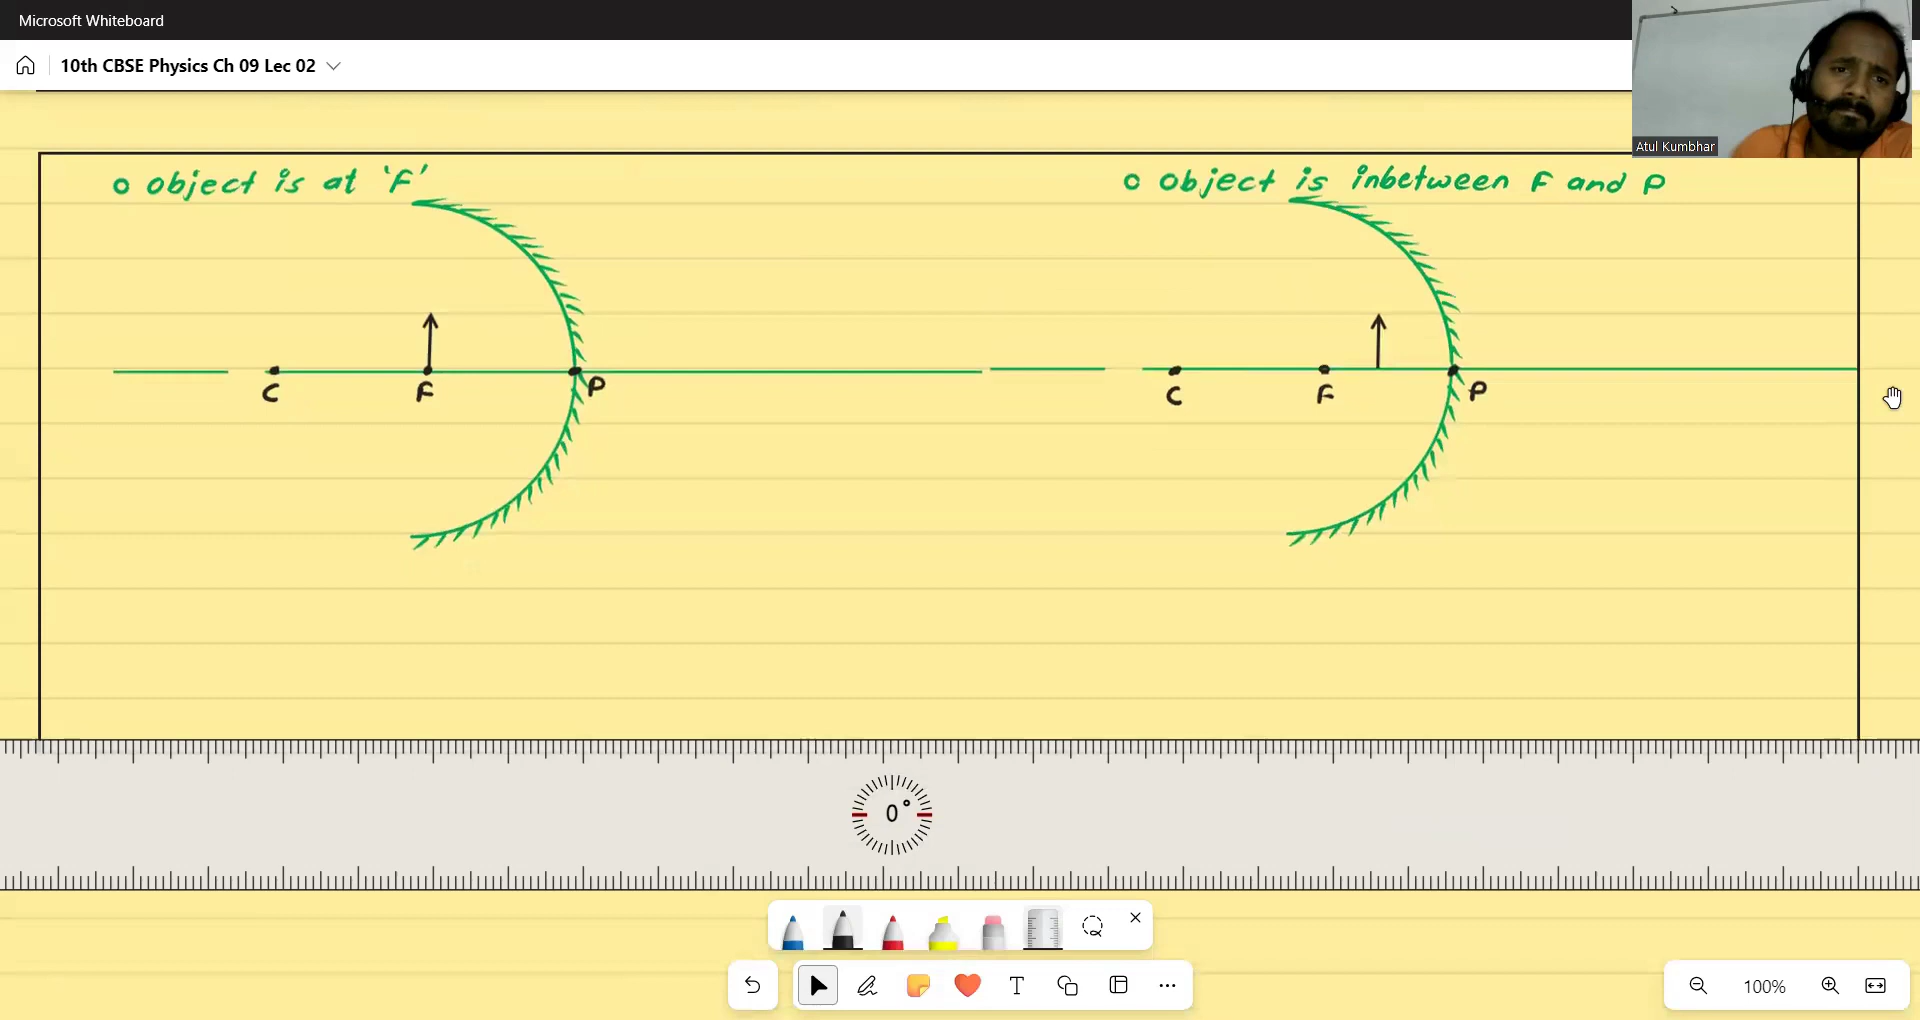 Microsoft Whiteboard
10th CBSE Physics Ch 09 Lec 02
Atul Kumbhar
o object is at 'F'
o object is inbetween F and P
C F P
C F P
0°
T
100%